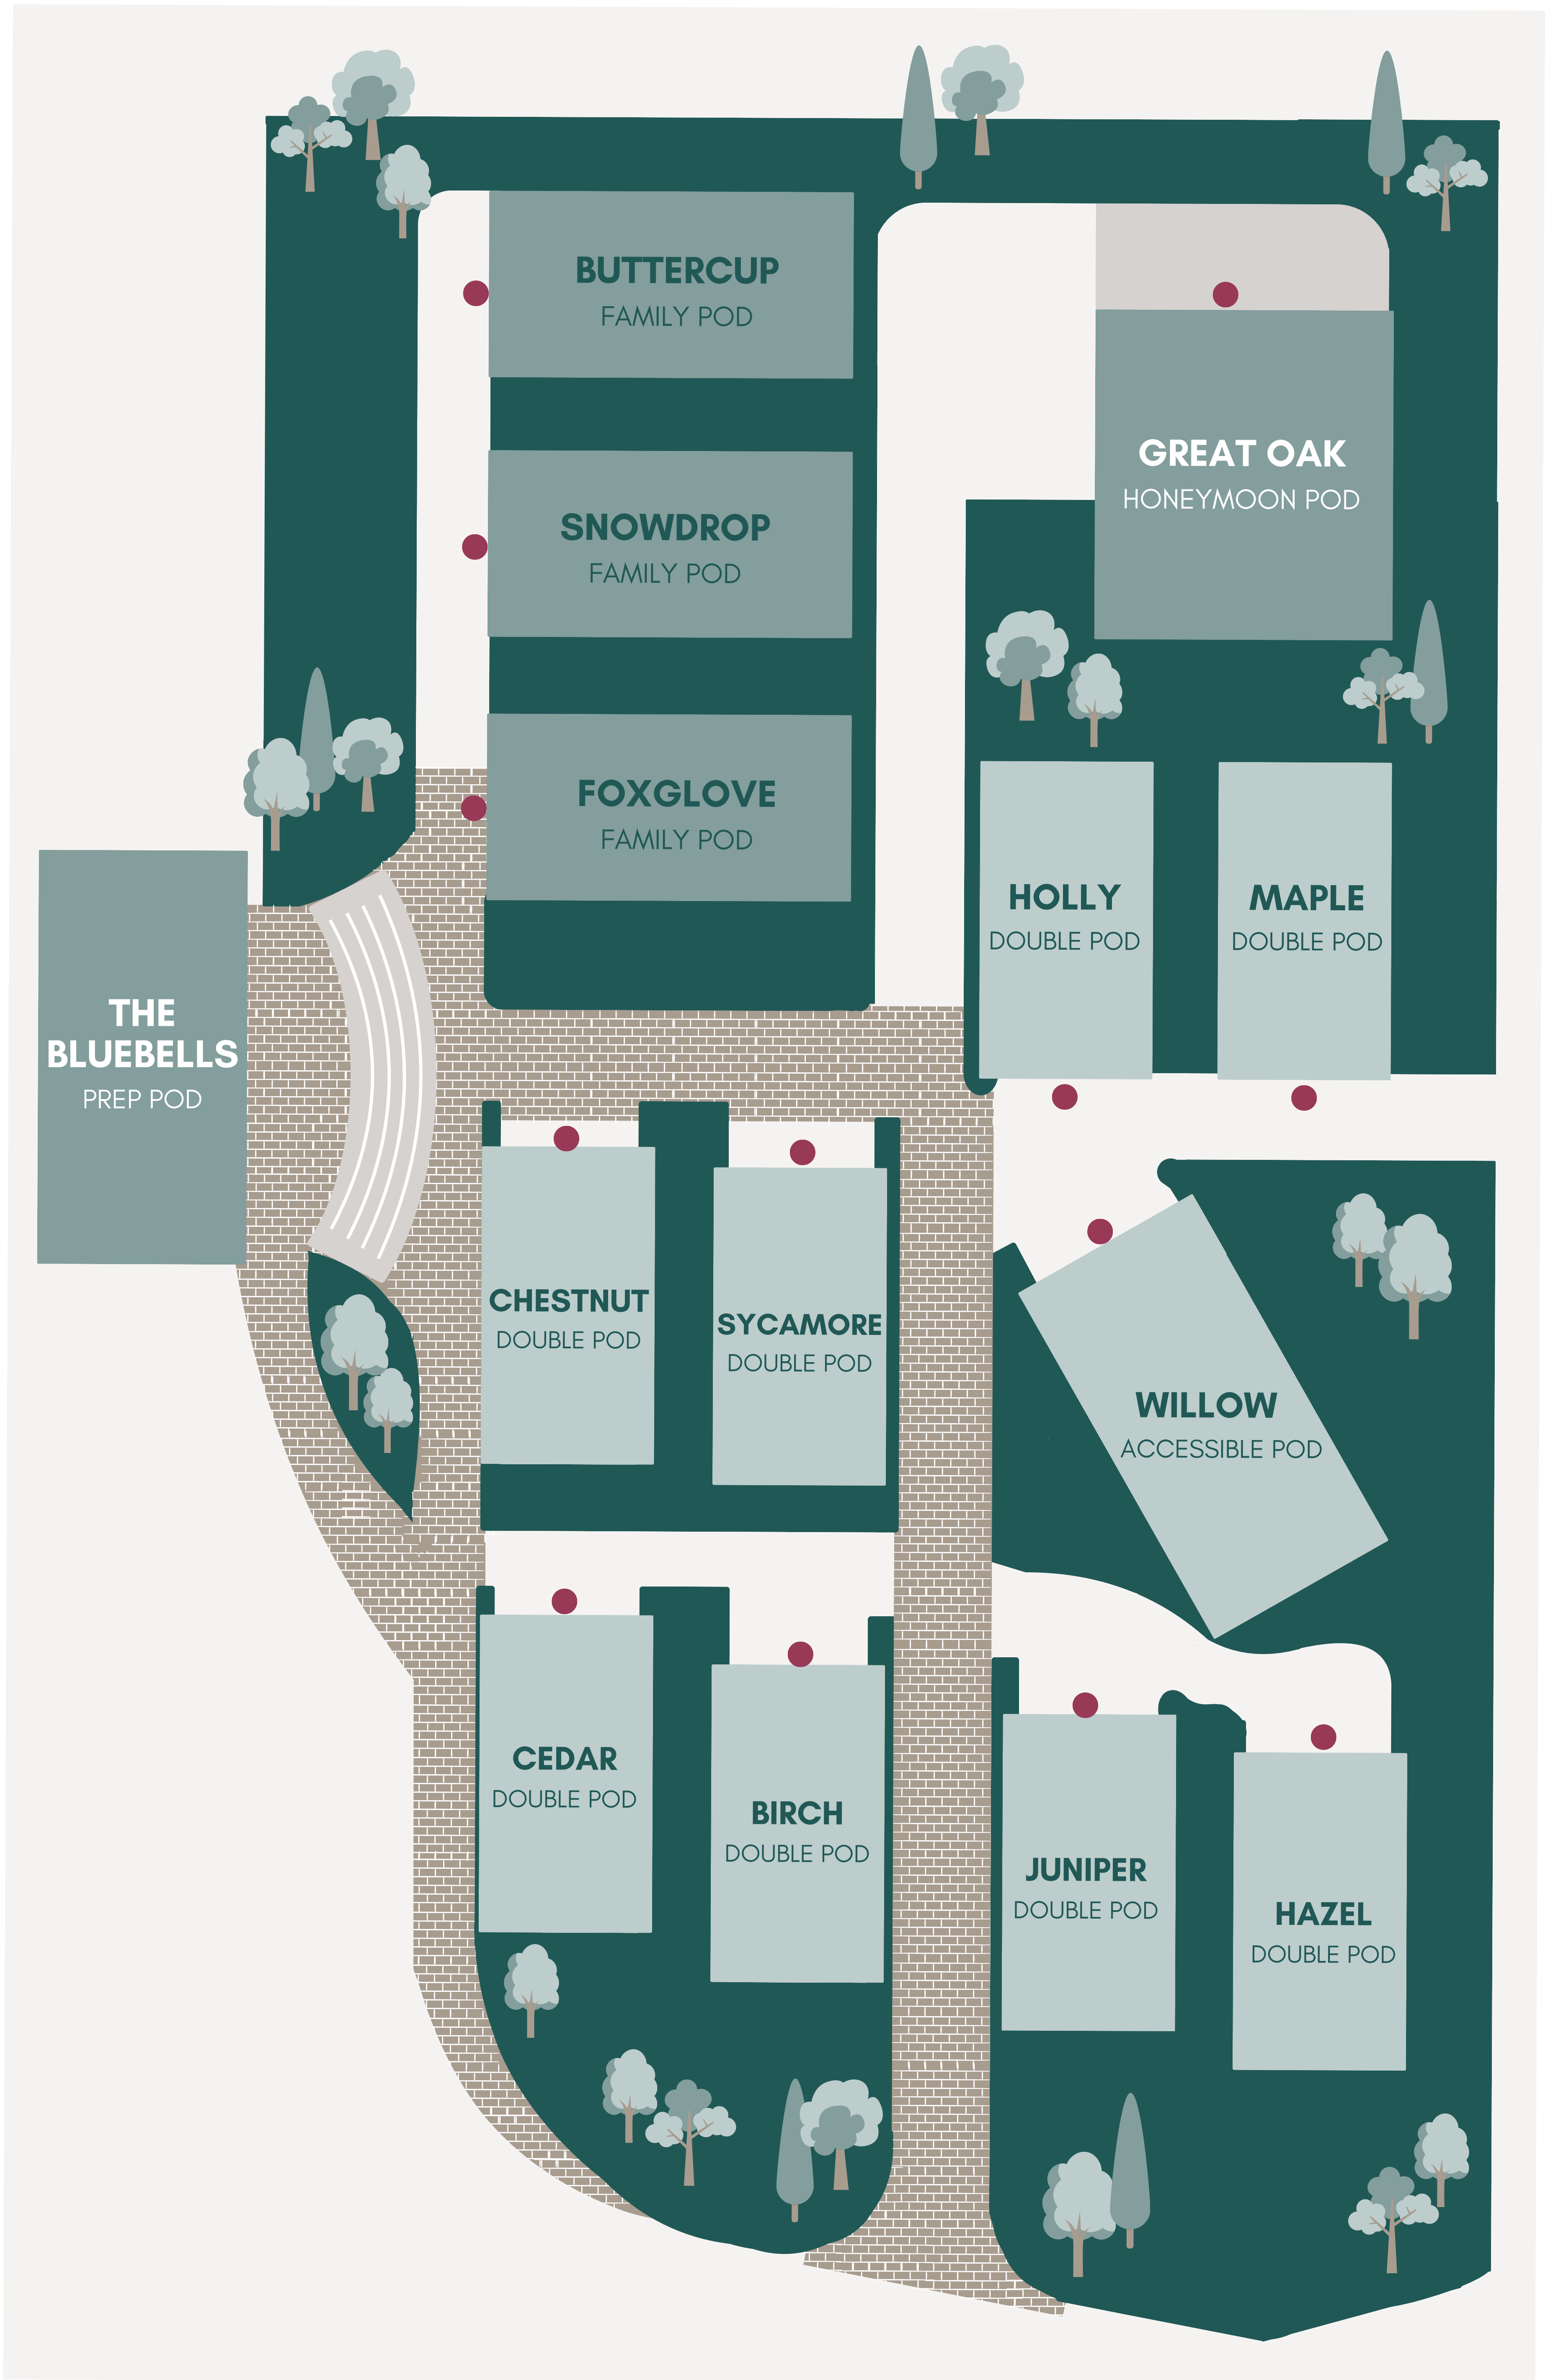 BUTTERCUP
FAMILY POD
GREAT OAK
HONEYMOON POD
SNOWDROP
FAMILY POD
FOXGLOVE
FAMILY POD
HOLLY
DOUBLE POD
MAPLE
DOUBLE POD
THE
BLUEBELLS
PREP POD
CHESTNUT
DOUBLE POD
SYCAMORE
DOUBLE POD
WILLOW
ACCESSIBLE POD
CEDAR
DOUBLE POD
BIRCH
DOUBLE POD
JUNIPER
DOUBLE POD
HAZEL
DOUBLE POD